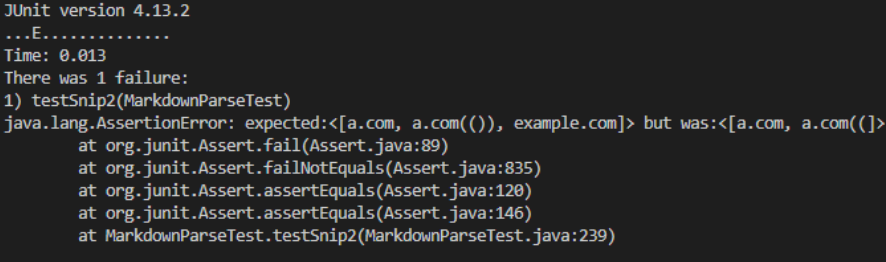 JUnit version 4.13.2
...E..............
Time: 0.013
There was 1 failure:
1) testSnip2(MarkdownParseTest)
java.lang.AssertionError: expected:<[a.com, a.com(()), example.com]> but was:<[a.com, a.com((]>
        at org.junit.Assert.fail(Assert.java:89)
        at org.junit.Assert.failNotEquals(Assert.java:835)
        at org.junit.Assert.assertEquals(Assert.java:120)
        at org.junit.Assert.assertEquals(Assert.java:146)
        at MarkdownParseTest.testSnip2(MarkdownParseTest.java:239)